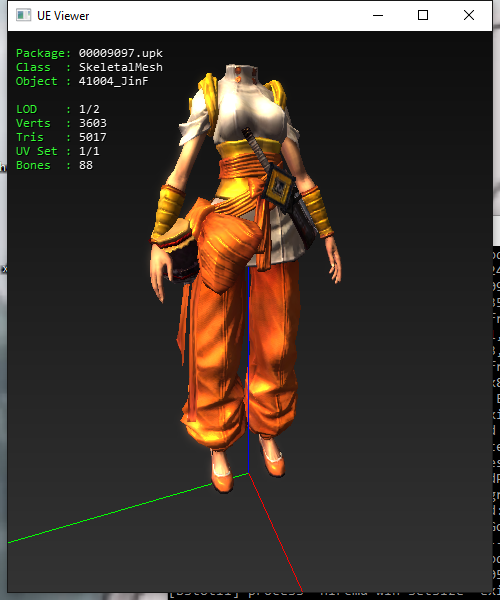 UE Viewer
Package: 00009097.upk
Class : SkeletalMesh
Object : 41004_JinF
LOD : 1/2
Verts : 3603
Tris : 5017
UV Set : 1/1
Bones : 88